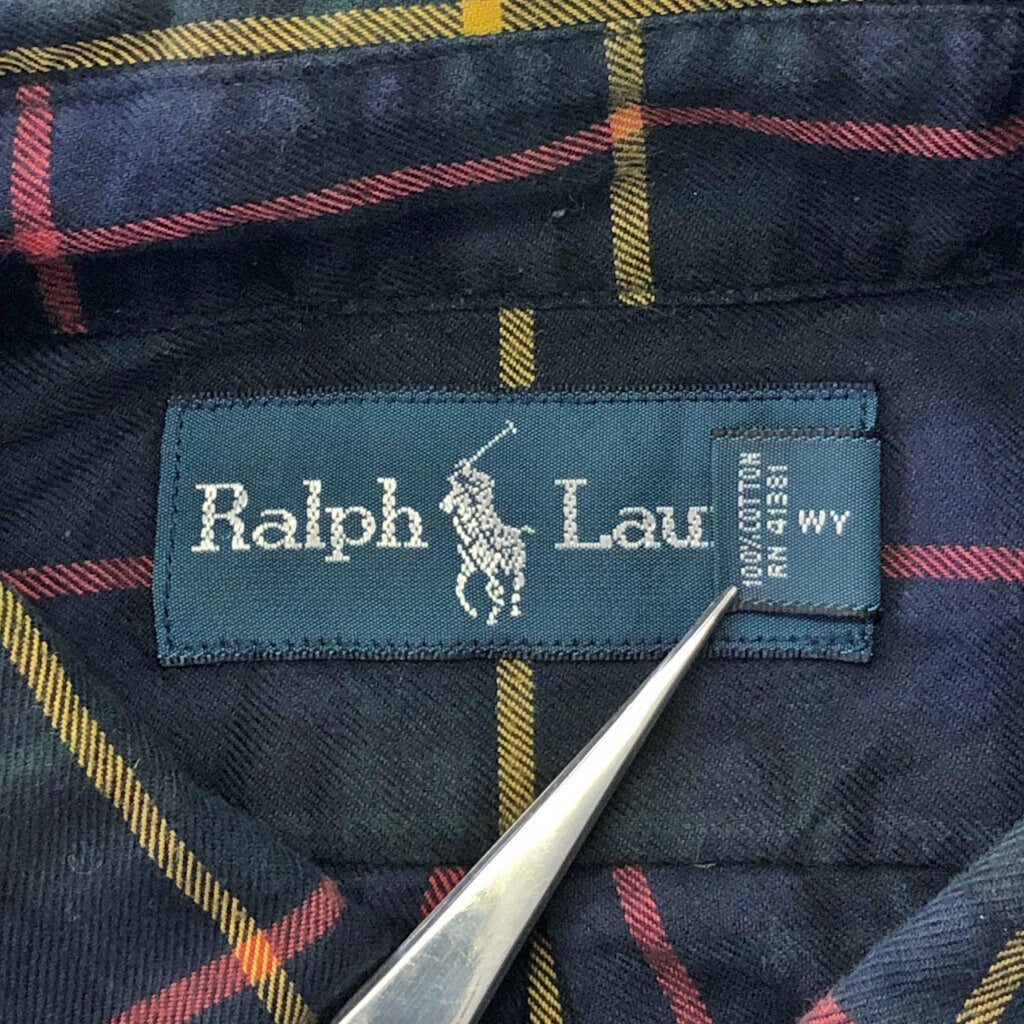 Ralph Lau
100% COTTON
RN 41381
WY